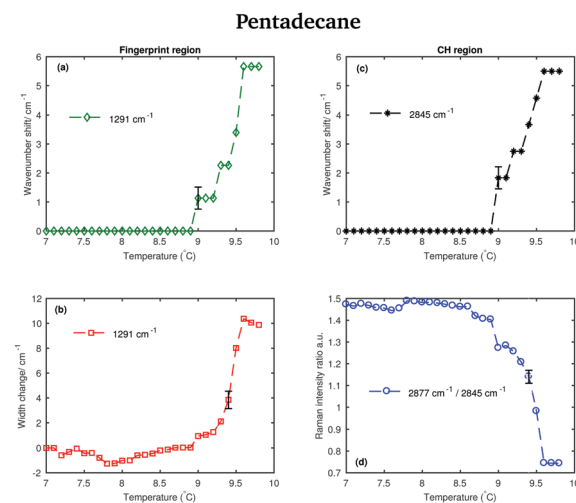 Pentadecane
Fingerprint region
(a)
1291 cm⁻¹
Wavenumber shift/ cm⁻¹
6
5
4
3
2
1
0
7 7.5 8 8.5 9 9.5 10
Temperature (°C)
CH region
(c)
2845 cm⁻¹
Wavenumber shift/ cm⁻¹
6
5
4
3
2
1
0
7 7.5 8 8.5 9 9.5 10
Temperature (°C)
(b)
1291 cm⁻¹
Width change/ cm⁻¹
12
10
8
6
4
2
0
-2
7 7.5 8 8.5 9 9.5 10
Temperature (°C)
2877 cm⁻¹ / 2845 cm⁻¹
(d)
Raman intensity ratio a.u.
1.5
1.4
1.3
1.2
1.1
1
0.9
0.8
0.7
7 7.5 8 8.5 9 9.5 10
Temperature (°C)